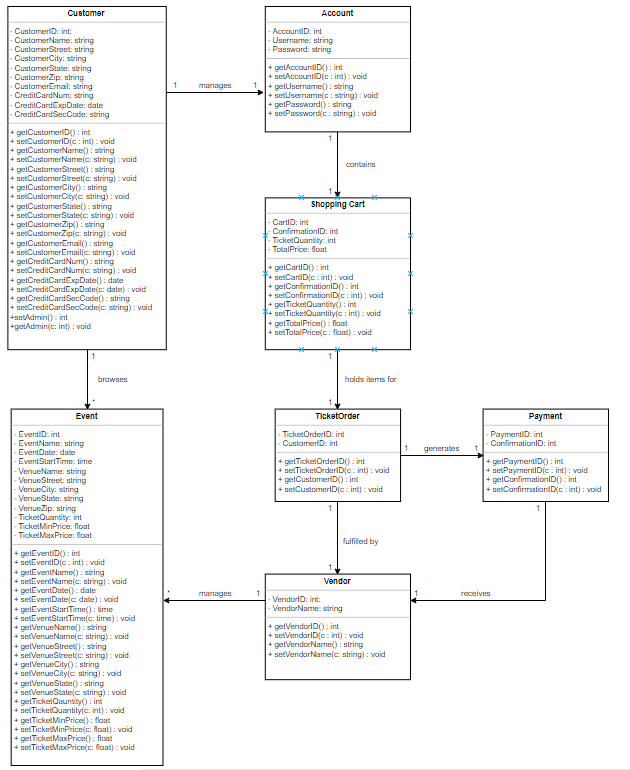 Customer
- CustomerID: int:
- CustomerName: string
- CustomerStreet: string
- CustomerCity: string
- CustomerState: string
- CustomerZip: string
- CustomerEmail: string
- CreditCardNum: string
- CreditCardExpDate: date
- CreditCardSecCode: string
+ getCustomerID() : int
+ setCustomerID(c : int) : void
+ getCustomerName() : string
+ setCustomerName(c: string) : void
+ getCustomerStreet() : string
+ setCustomerStreet(c: string) : void
+ getCustomerCity() : string
+ setCustomerCity(c: string) : void
+ getCustomerState() : string
+ setCustomerState(c: string) : void
+ getCustomerZip() : string
+ setCustomerZip(c: string) : void
+ getCustomerEmail() : string
+ setCustomerEmail(c: string) : void
+ getCreditCardNum() : string
+ setCreditCardNum(c: string) : void
+ getCreditCardExpDate() : date
+ setCreditCardExpDate(c: date) : void
+ getCreditCardSecCode() : string
+ setCreditCardSecCode(c: string) : void
+setAdmin() : int
+getAdmin(c: int) : void
1 manages 1
Account
- AccountID: int
- Username: string
- Password: string
+ getAccountID() : int
+ setAccountID(c : int) : void
+ getUsername() : string
+ setUsername(c : string) : void
+ getPassword() : string
+ setPassword(c : string) : void
1
contains
1
Shopping Cart
- CartID: int
- ConfirmationID: int
- TicketQuantity: int
- TotalPrice: float
+ getCartID() : int
+ setCartID(c : int) : void
+ getConfirmationID() : int
+ setConfirmationID(c : int) : void
+ getTicketQuantity() : int
+ setTicketQuantity(c : int) : void
+ getTotalPrice() : float
+ setTotalPrice(c : float) : void
1
browses
*
1
holds items for
1
Event
- EventID: int
- EventName: string
- EventDate: date
- EventStartTime: time
- VenueName: string
- VenueStreet: string
- VenueCity: string
- VenueState: string
- VenueZip: string
- TicketQuantity: int
- TicketMinPrice: float
- TicketMaxPrice: float
+ getEventID() : int
+ setEventID(c : int) : void
+ getEventName() : string
+ setEventName(c: string) : void
+ getEventDate() : date
+ setEventDate(c: date) : void
+ getEventStartTime() : time
+ setEventStartTime(c: time) : void
+ getVenueName() : string
+ setVenueName(c: string) : void
+ getVenueStreet() : string
+ setVenueStreet(c: string) : void
+ getVenueCity() : string
+ setVenueCity(c: string) : void
+ getVenueState() : string
+ setVenueState(c: string) : void
+ getTicketQauntity() : int
+ setTicketQuantity(c: int) : void
+ getTicketMinPrice() : float
+ setTicketMinPrice(c: float) : void
+ getTicketMaxPrice() : float
+ setTicketMaxPrice(c: float) : void
TicketOrder
- TicketOrderID: int
- CustomerID: int
+ getTicketOrderID() : int
+ setTicketOrderID(c : int) : void
+ getCustomerID() : int
+ setCustomerID(c : int) : void
1 generates 1
Payment
- PaymentID: int
- ConfirmationID: int
+ getPaymentID() : int
+ setPaymentID(c : int) : void
+ getConfirmationID() : int
+ setConfirmationID(c : int) : void
1
fulfilled by
1
1
* manages 1
Vendor
- VendorID: int:
- VendorName: string
+ getVendorID() : int
+ setVendorID(c : int) : void
+ getVendorName() : string
+ setVendorName(c: string) : void
1 receives